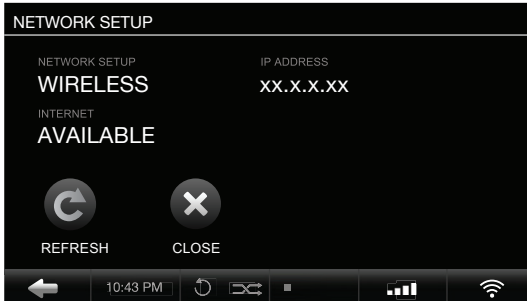 NETWORK SETUP
NETWORK SETUP
WIRELESS
IP ADDRESS
xx.x.x.xx
INTERNET
AVAILABLE
REFRESH
CLOSE
10:43 PM